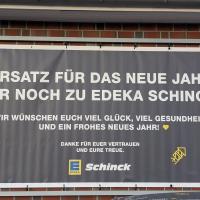 RSATZ FÜR DAS NEUE JAH
R NOCH ZU EDEKA SCHINC
WIR WÜNSCHEN EUCH VIEL GLÜCK, VIEL GESUNDHEI
UND EIN FROHES NEUES JAHR!
DANKE FÜR EUER VERTRAUEN
UND EURE TREUE.
E Schinck